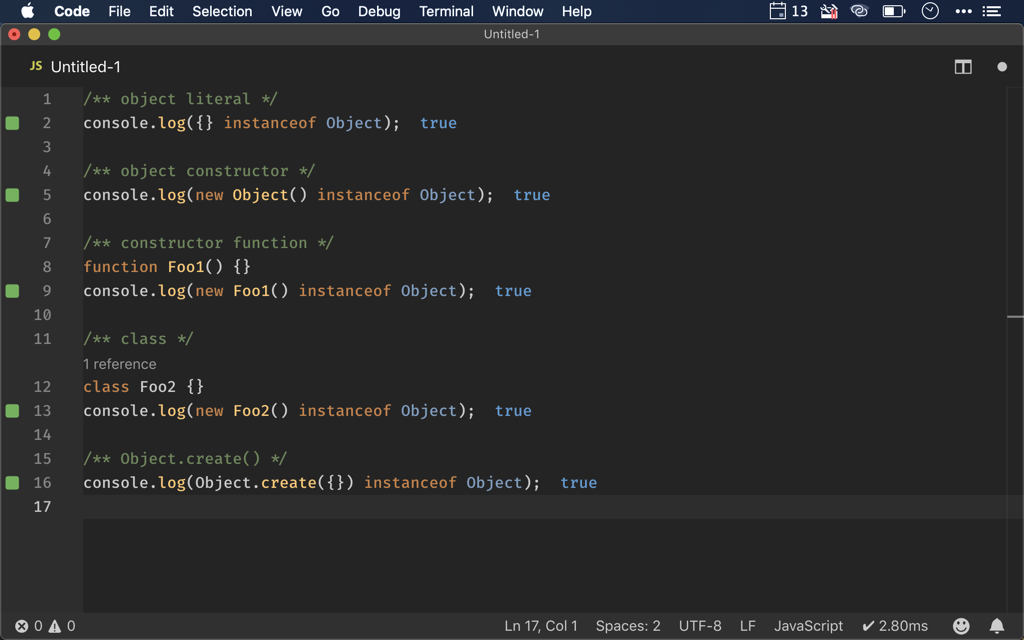 Code File Edit Selection View Go Debug Terminal Window Help 13
Untitled-1
JS Untitled-1
1 /** object literal */
2 console.log({} instanceof Object); true
3
4 /** object constructor */
5 console.log(new Object() instanceof Object); true
6
7 /** constructor function */
8 function Foo1() {}
9 console.log(new Foo1() instanceof Object); true
10
11 /** class */
1 reference
12 class Foo2 {}
13 console.log(new Foo2() instanceof Object); true
14
15 /** Object.create() */
16 console.log(Object.create({}) instanceof Object); true
17
0 0 Ln 17, Col 1 Spaces: 2 UTF-8 LF JavaScript ✔ 2.80ms